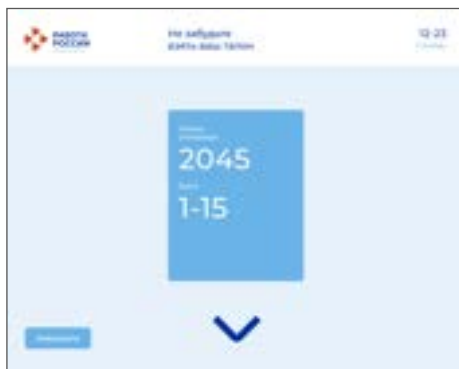 РАБОТА
РОССИИ
Не забудьте
взять ваш талон
12:23
2045
1-15